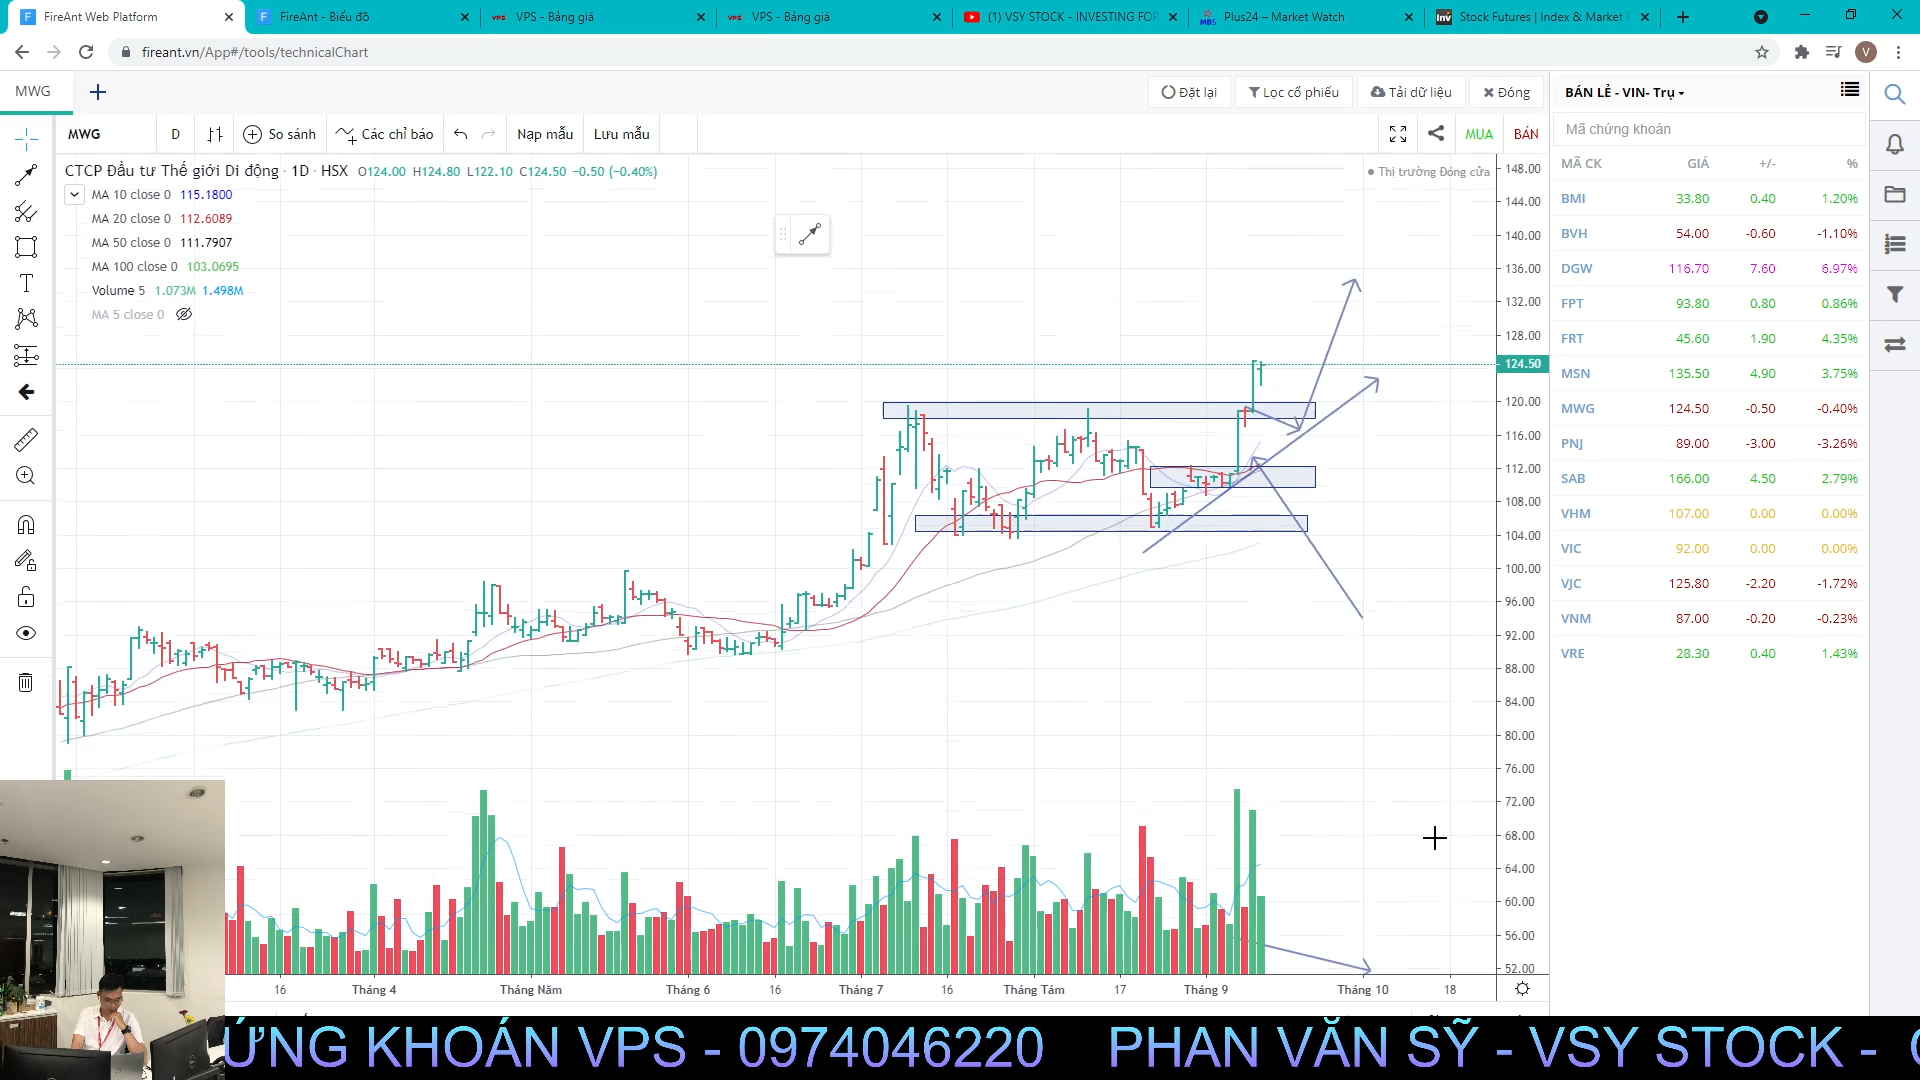 FireAnt Web Platform
FireAnt - Biểu đồ
VPS - Bảng giá
VPS - Bảng giá
(1) VSY STOCK - INVESTING FOR
Plus24 – Market Watch
Stock Futures | Index & Market F
fireant.vn/App#/tools/technicalChart
V
MWG
Đặt lại
Lọc cổ phiếu
Tải dữ liệu
Đóng
MWG
D
So sánh
Các chỉ báo
Nạp mẫu
Lưu mẫu
MUA
BÁN
CTCP Đầu tư Thế giới Di động · 1D · HSX O124.00 H124.80 L122.10 C124.50 −0.50 (−0.40%)
Thị trường Đóng cửa
MA 10 close 0 115.1800
MA 20 close 0 112.6089
MA 50 close 0 111.7907
MA 100 close 0 103.0695
Volume 5 1.073M 1.498M
MA 5 close 0
148.00
144.00
140.00
136.00
132.00
128.00
124.50
120.00
116.00
112.00
108.00
104.00
100.00
96.00
92.00
88.00
84.00
80.00
76.00
72.00
68.00
64.00
60.00
56.00
52.00
16
Tháng 4
Tháng Năm
Tháng 6
16
Tháng 7
16
Tháng Tám
17
Tháng 9
Tháng 10
18
BÁN LẺ - VIN- Trụ
Mã chứng khoán
MÃ CK GIÁ +/- %
BMI 33.80 0.40 1.20%
BVH 54.00 -0.60 -1.10%
DGW 116.70 7.60 6.97%
FPT 93.80 0.80 0.86%
FRT 45.60 1.90 4.35%
MSN 135.50 4.90 3.75%
MWG 124.50 -0.50 -0.40%
PNJ 89.00 -3.00 -3.26%
SAB 166.00 4.50 2.79%
VHM 107.00 0.00 0.00%
VIC 92.00 0.00 0.00%
VJC 125.80 -2.20 -1.72%
VNM 87.00 -0.20 -0.23%
VRE 28.30 0.40 1.43%
ỨNG KHOÁN VPS - 0974046220 PHAN VĂN SỸ - VSY STOCK -